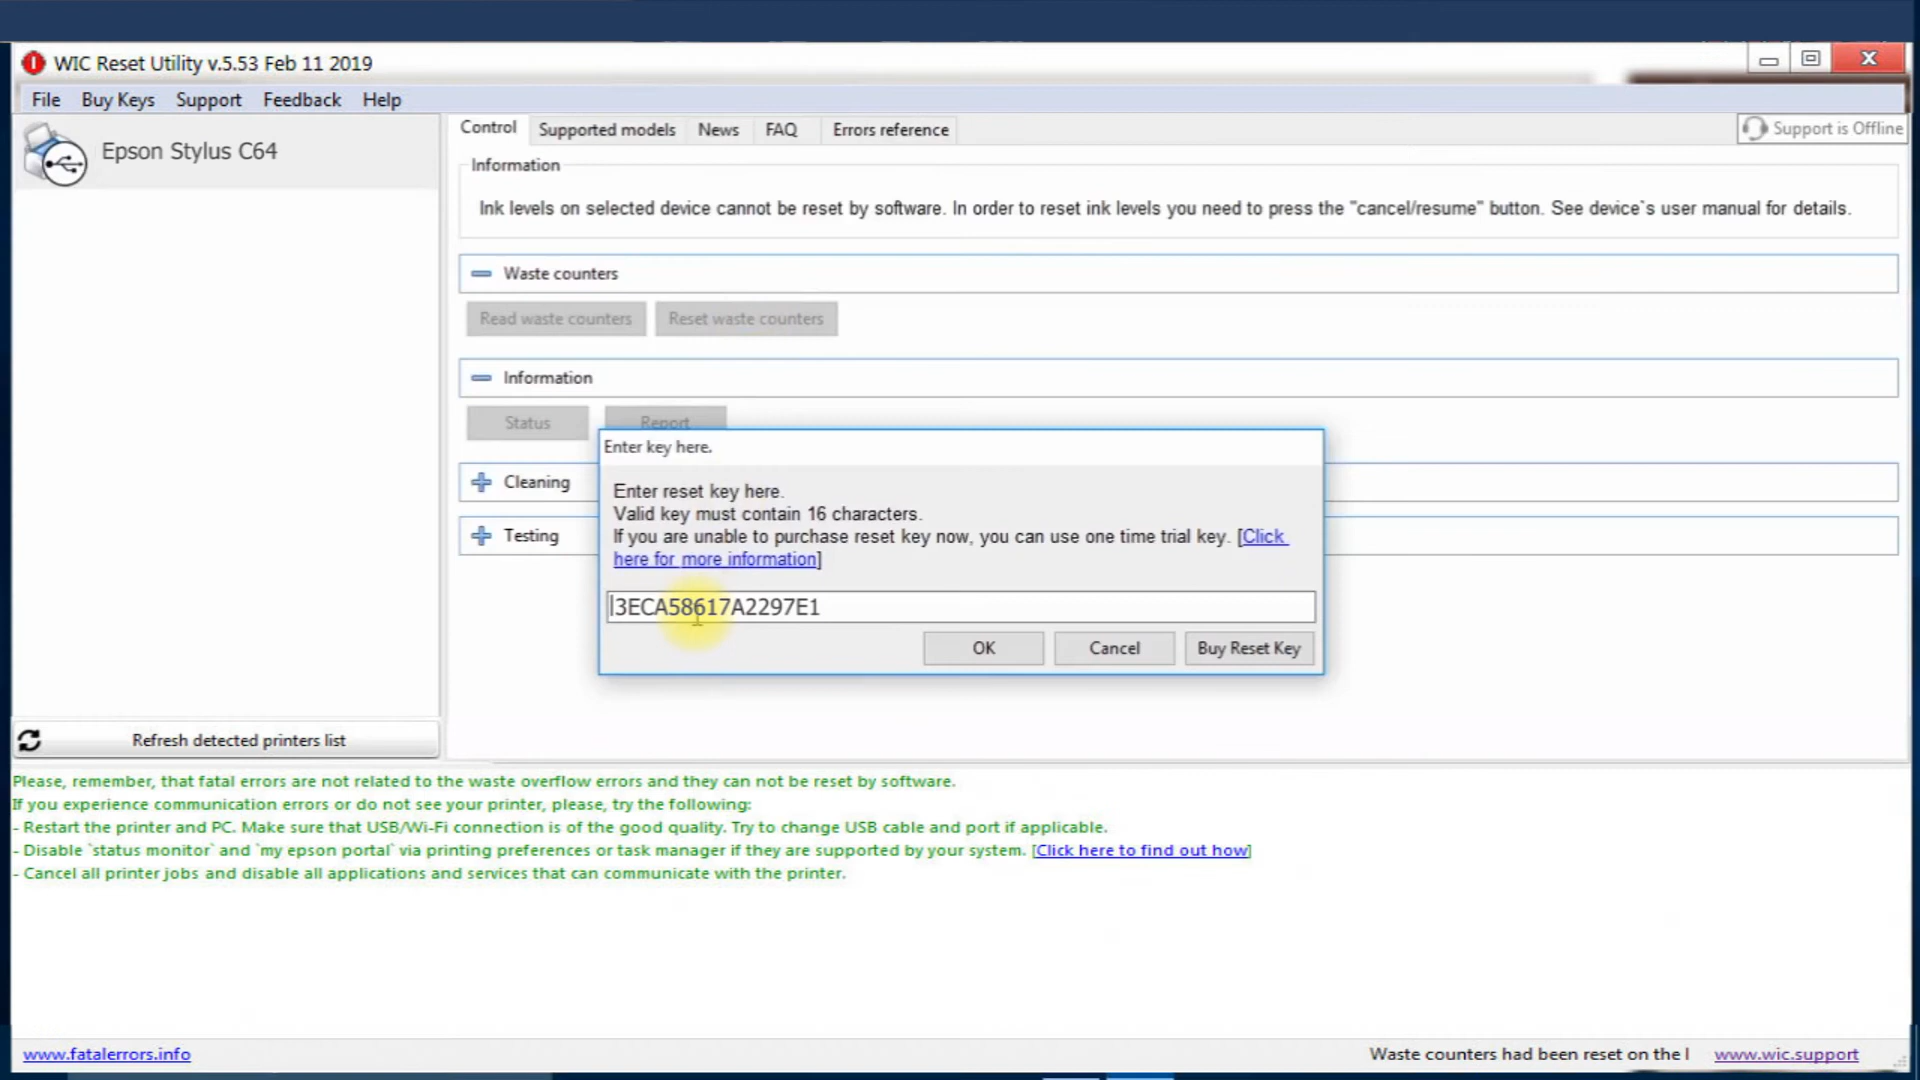 WIC Reset Utility v.5.53 Feb 11 2019
File Buy Keys Support Feedback Help
Epson Stylus C64
Control Supported models News FAQ Errors reference
Support is Offline
Information
Ink levels on selected device cannot be reset by software. In order to reset ink levels you need to press the "cancel/resume" button. See device`s user manual for details.
Waste counters
Read waste counters Reset waste counters
Information
Status Report
Enter key here.
Cleaning
Enter reset key here.
Valid key must contain 16 characters.
Testing
If you are unable to purchase reset key now, you can use one time trial key. [Click
here for more information]
3ECA58617A2297E1
OK Cancel Buy Reset Key
Refresh detected printers list
Please, remember, that fatal errors are not related to the waste overflow errors and they can not be reset by software.
If you experience communication errors or do not see your printer, please, try the following:
- Restart the printer and PC. Make sure that USB/Wi-Fi connection is of the good quality. Try to change USB cable and port if applicable.
- Disable `status monitor` and `my epson portal` via printing preferences or task manager if they are supported by your system. [Click here to find out how]
- Cancel all printer jobs and disable all applications and services that can communicate with the printer.
www.fatalerrors.info
Waste counters had been reset on the l
www.wic.support